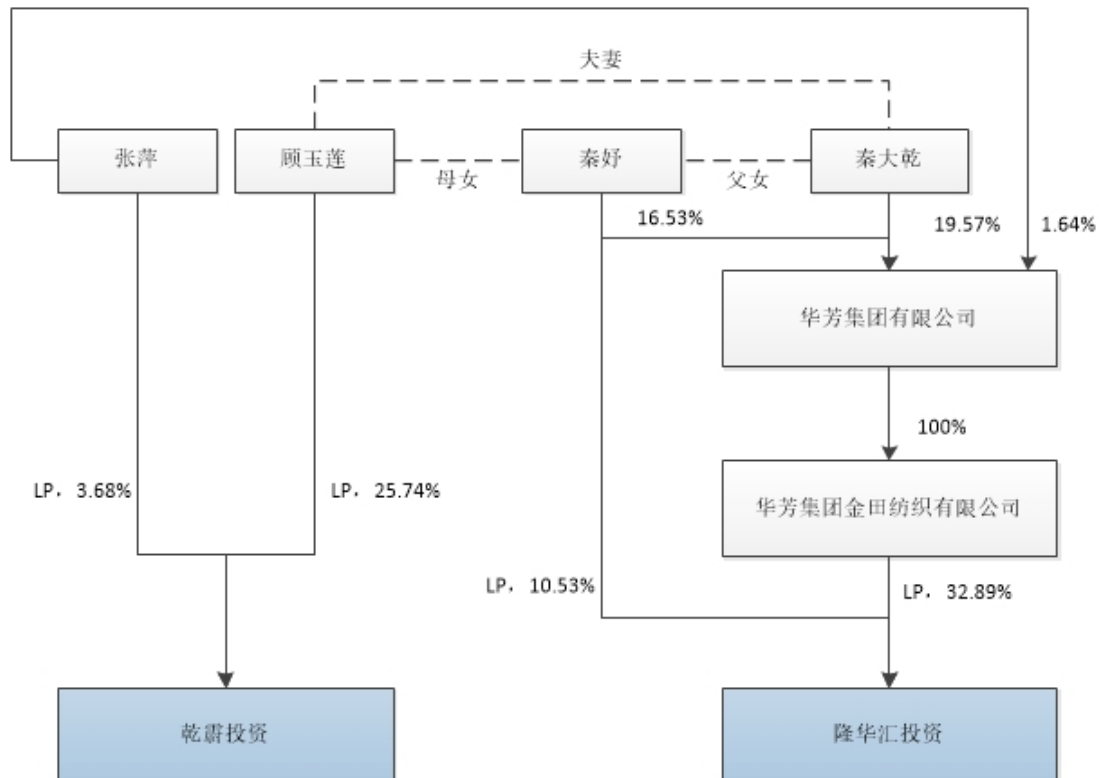 夫妻
张萍
顾玉莲
秦妤
秦大乾
母女
父女
16.53%
19.57%
1.64%
华芳集团有限公司
100%
LP，3.68%
LP，25.74%
华芳集团金田纺织有限公司
LP，10.53%
LP，32.89%
乾霨投资
隆华汇投资